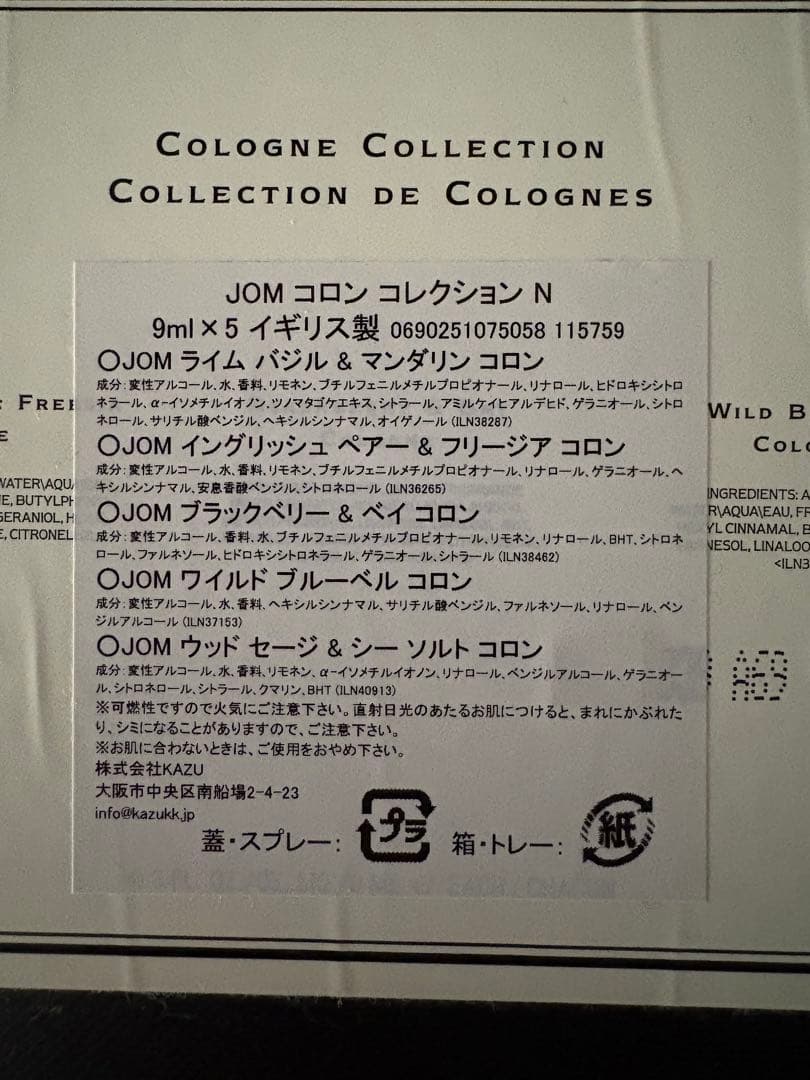 COLOGNE COLLECTION
COLLECTION DE COLOGNES
JOM コロン コレクション N
9ml×5 イギリス製 0690251075058 115759
〇JOM ライム バジル & マンダリン コロン
成分:変性アルコール、水、香料、リモネン、ブチルフェニルメチルプロピオナール、リナロール、ヒドロキシシトロ
ネラール、α-イソメチルイオノン、ツノマタゴケエキス、シトラール、アミルケイヒアルデヒド、ゲラニオール、シトロ
ネロール、サリチル酸ベンジル、ヘキシルシンナマル、オイゲノール (ILN38287)
〇JOM イングリッシュ ペアー & フリージア コロン
成分:変性アルコール、水、香料、リモネン、ブチルフェニルメチルプロピオナール、リナロール、ゲラニオール、ヘ
キシルシンナマル、安息香酸ベンジル、シトロネロール (ILN36265)
〇JOM ブラックベリー & ベイ コロン
成分:変性アルコール、香料、水、ブチルフェニルメチルプロピオナール、リモネン、リナロール、BHT、シトロネ
ロール、ファルネソール、ヒドロキシシトロネラール、ゲラニオール、シトラール (ILN38462)
〇JOM ワイルド ブルーベル コロン
成分:変性アルコール、水、香料、ヘキシルシンナマル、サリチル酸ベンジル、ファルネソール、リナロール、ベン
ジルアルコール (ILN37153)
〇JOM ウッド セージ & シー ソルト コロン
成分:変性アルコール、水、香料、リモネン、α-イソメチルイオノン、リナロール、ベンジルアルコール、ゲラニオー
ル、シトロネロール、シトラール、クマリン、BHT (ILN40913)
※可燃性ですので火気にご注意下さい。直射日光のあたるお肌につけると、まれにかぶれた
り、シミになることがありますので、ご注意下さい。
※お肌に合わないときは、ご使用をおやめ下さい。
株式会社KAZU
大阪市中央区南船場2-4-23
info@kazukk.jp
蓋・スプレー: プラ 箱・トレー: 紙
FREE
WATER\AQU
NE, BUTYLPH
GERANIOL, H
E, CITRONEL
WILD B
COLO
INGREDIENTS: A
R\AQUA\EAU, FR
YL CINNAMAL, B
NESOL, LINALOO
<ILN3